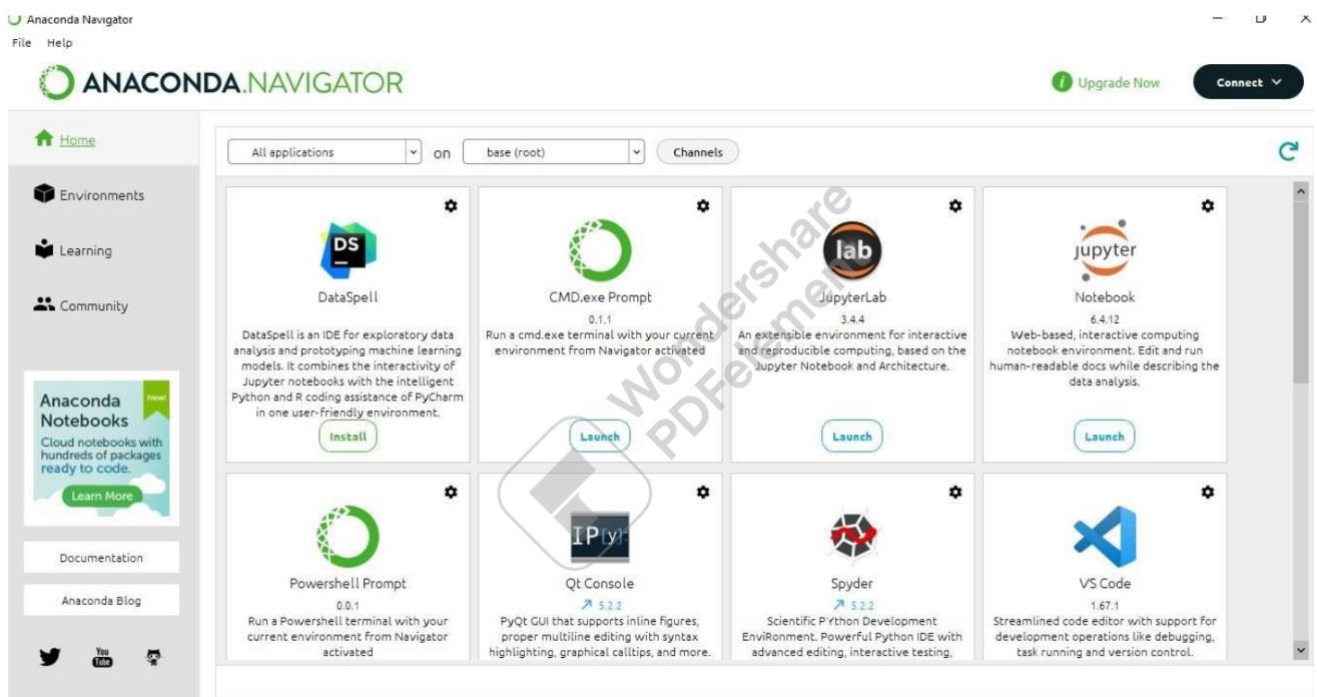 Anaconda Navigator
File Help
ANACONDA.NAVIGATOR
Upgrade Now
Connect
Home
Environments
Learning
Community
Anaconda
Notebooks
New!
Cloud notebooks with
hundreds of packages
ready to code.
Learn More
Documentation
Anaconda Blog
You
Tube
All applications
on
base (root)
Channels
DS
DataSpell
DataSpell is an IDE for exploratory data
analysis and prototyping machine learning
models. It combines the interactivity of
Jupyter notebooks with the intelligent
Python and R coding assistance of PyCharm
in one user-friendly environment.
Install
CMD.exe Prompt
0.1.1
Run a cmd.exe terminal with your current
environment from Navigator activated
Launch
lab
JupyterLab
3.4.4
An extensible environment for interactive
and reproducible computing, based on the
Jupyter Notebook and Architecture.
Launch
jupyter
Notebook
6.4.12
Web-based, interactive computing
notebook environment. Edit and run
human-readable docs while describing the
data analysis.
Launch
Powershell Prompt
0.0.1
Run a Powershell terminal with your
current environment from Navigator
activated
IP[y]:
Qt Console
5.2.2
PyQt GUI that supports inline figures,
proper multiline editing with syntax
highlighting, graphical calltips, and more.
Spyder
5.2.2
Scientific PYthon Development
EnviRonment. Powerful Python IDE with
advanced editing, interactive testing,
VS Code
1.67.1
Streamlined code editor with support for
development operations like debugging,
task running and version control.
Wondershare
PDFelement